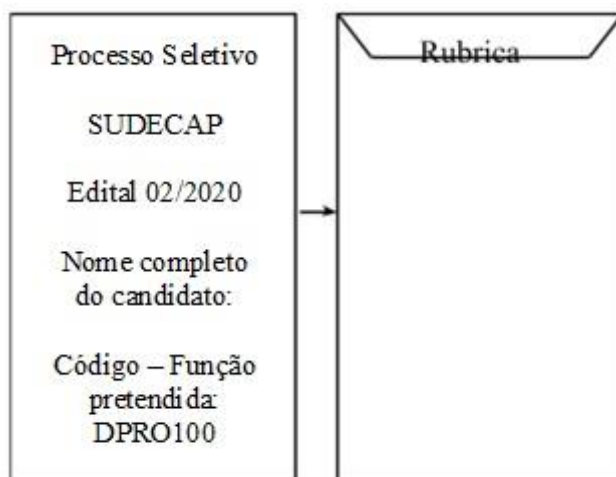 Processo Seletivo
SUDECAP
Edital 02/2020
Nome completo
do candidato:
Código – Função
pretendida:
DPRO100
Rubrica